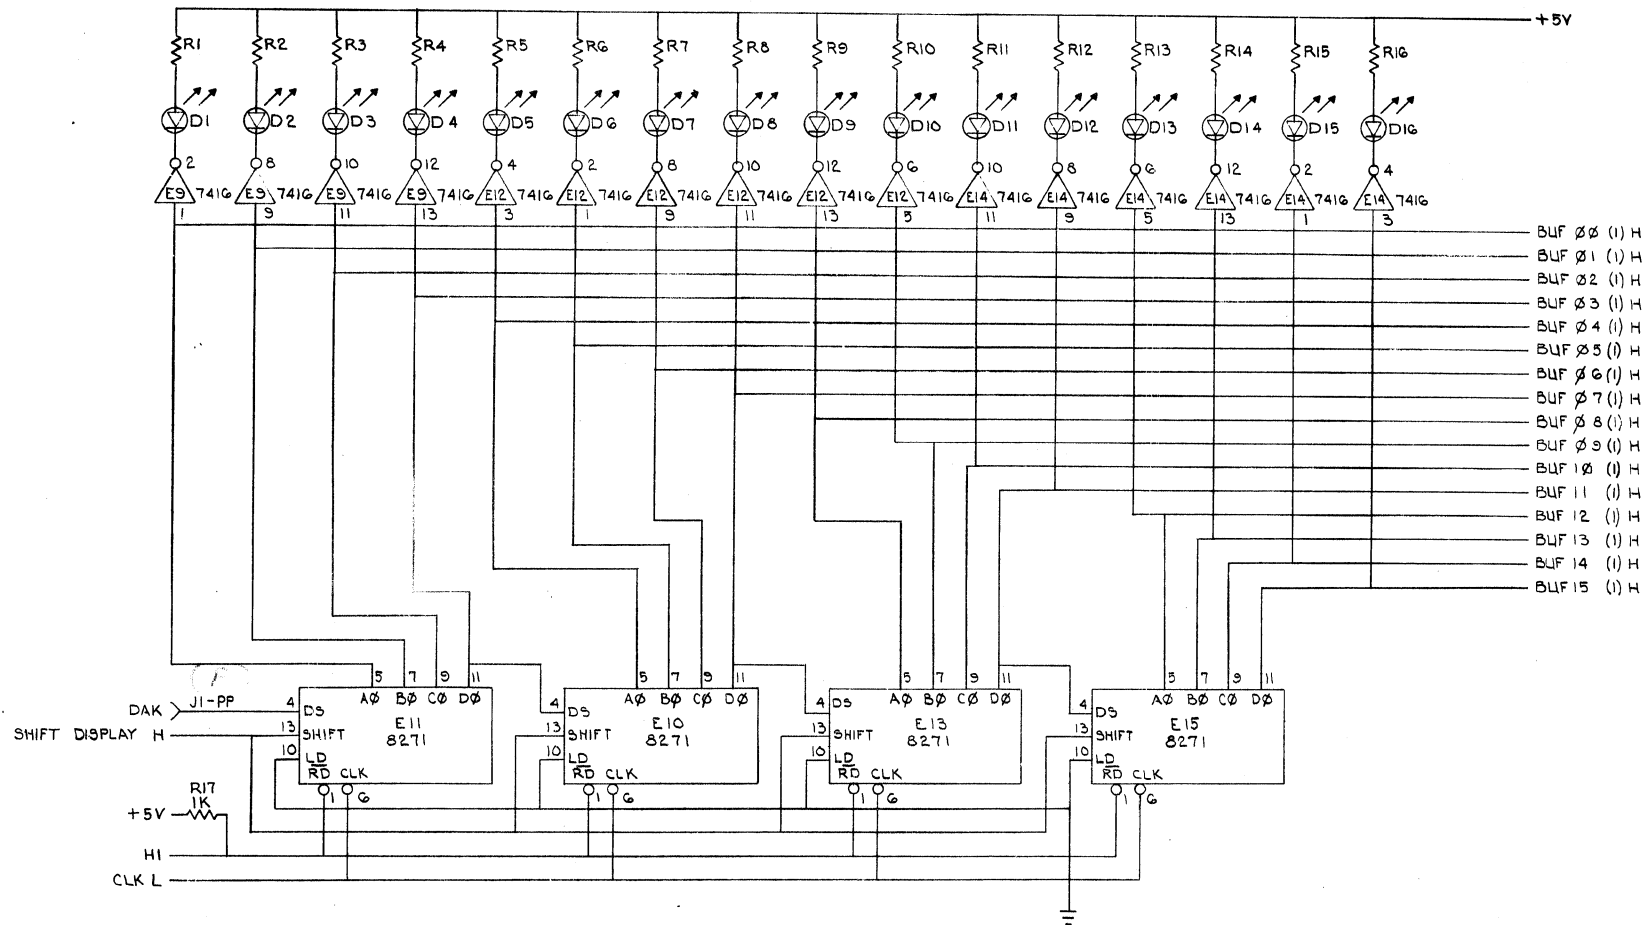 +5V
R1 R2 R3 R4 R5 R6 R7 R8 R9 R10 R11 R12 R13 R14 R15 R16
D1 D2 D3 D4 D5 D6 D7 D8 D9 D10 D11 D12 D13 D14 D15 D16
2 8 10 12 4 2 8 10 12 6 10 8 6 12 2 4
E9 7416 E9 7416 E9 7416 E9 7416 E12 7416 E12 7416 E12 7416 E12 7416 E12 7416 E12 7416 E14 7416 E14 7416 E14 7416 E14 7416 E14 7416 E14 7416
1 9 11 13 3 1 9 11 13 5 11 9 5 13 1 3
BUF ØØ (1) H
BUF Ø1 (1) H
BUF Ø2 (1) H
BUF Ø3 (1) H
BUF Ø4 (1) H
BUF Ø5 (1) H
BUF Ø6 (1) H
BUF Ø7 (1) H
BUF Ø8 (1) H
BUF Ø9 (1) H
BUF 1Ø (1) H
BUF 11 (1) H
BUF 12 (1) H
BUF 13 (1) H
BUF 14 (1) H
BUF 15 (1) H
5 7 9 11 5 7 9 11 5 7 9 11 5 7 9 11
AØ BØ CØ DØ AØ BØ CØ DØ AØ BØ CØ DØ AØ BØ CØ DØ
DAK J1-PP 4 DS 4 DS 4 DS 4 DS
E11 E10 E13 E15
SHIFT DISPLAY H 13 SHIFT 13 SHIFT 13 SHIFT 13 SHIFT
8271 8271 8271 8271
10 LD 10 LD 10 LD 10 LD
RD CLK RD CLK RD CLK RD CLK
1 6 1 6 1 6 1 6
R17
1K
+5V
H1
CLK L